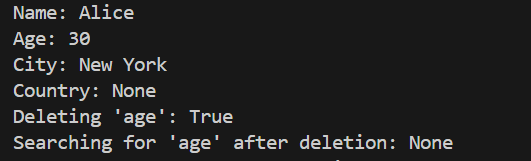 Name: Alice
Age: 30
City: New York
Country: None
Deleting 'age': True
Searching for 'age' after deletion: None